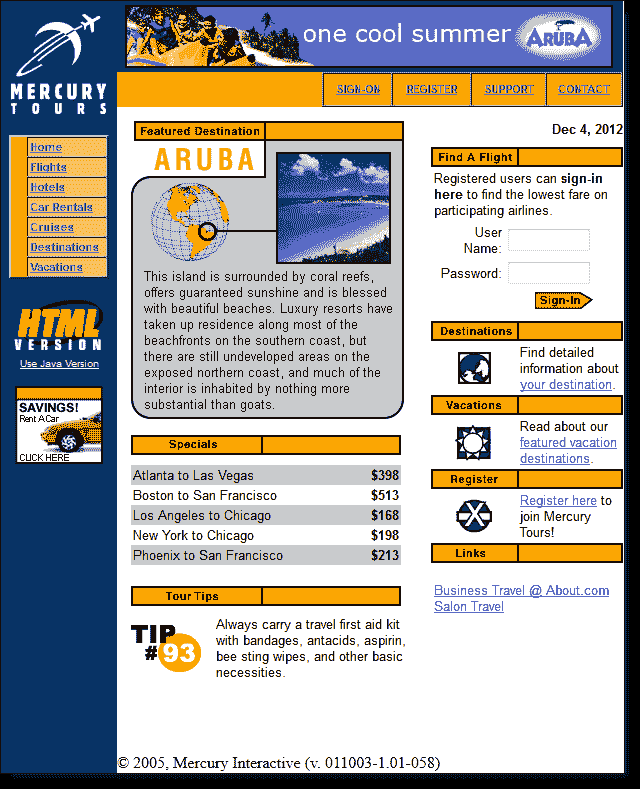 one cool summer ARUBA
MERCURY
TOURS
SIGN-ON REGISTER SUPPORT CONTACT
Home
Flights
Hotels
Car Rentals
Cruises
Destinations
Vacations
HTML
VERSION
Use Java Version
SAVINGS!
Rent A Car
CLICK HERE
Featured Destination
ARUBA
This island is surrounded by coral reefs,
offers guaranteed sunshine and is blessed
with beautiful beaches. Luxury resorts have
taken up residence along most of the
beachfronts on the southern coast, but
there are still undeveloped areas on the
exposed northern coast, and much of the
interior is inhabited by nothing more
substantial than goats.
Specials
Atlanta to Las Vegas $398
Boston to San Francisco $513
Los Angeles to Chicago $168
New York to Chicago $198
Phoenix to San Francisco $213
Tour Tips
TIP
#93
Always carry a travel first aid kit
with bandages, antacids, aspirin,
bee sting wipes, and other basic
necessities.
Dec 4, 2012
Find A Flight
Registered users can sign-in
here to find the lowest fare on
participating airlines.
User
Name:
Password:
Sign-In
Destinations
Find detailed
information about
your destination.
Vacations
Read about our
featured vacation
destinations.
Register
Register here to
join Mercury
Tours!
Links
Business Travel @ About.com
Salon Travel
© 2005, Mercury Interactive (v. 011003-1.01-058)